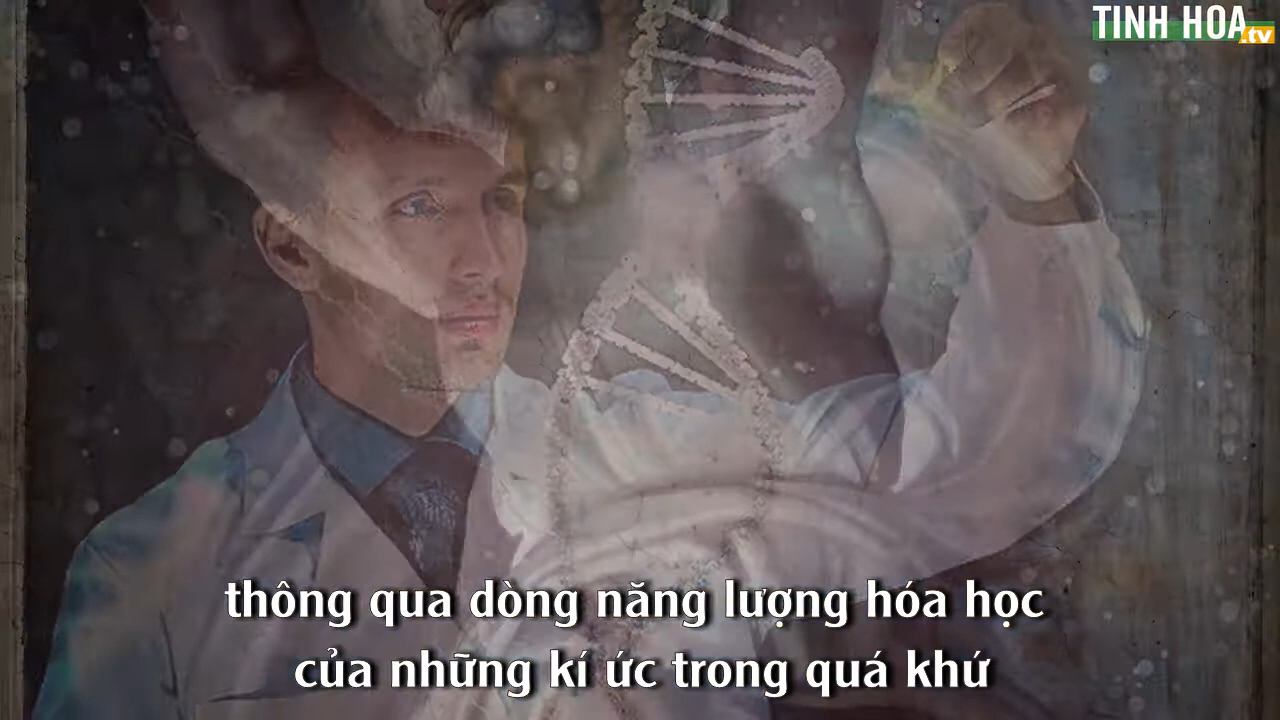 TINH HOA
.tv
thông qua dòng năng lượng hóa học
của những kí ức trong quá khứ